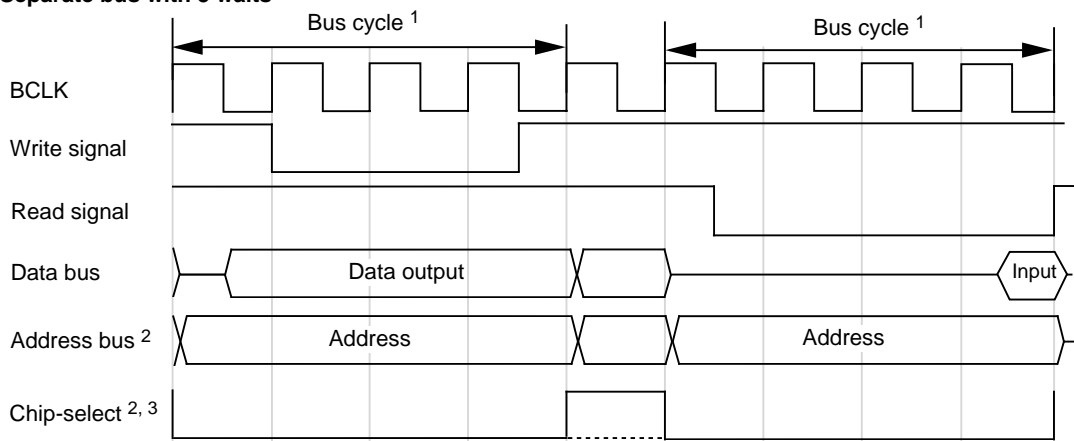 Separate bus with 3 waits
Bus cycle 1
Bus cycle 1
BCLK
Write signal
Read signal
Data bus
Data output
Input
Address bus 2
Address
Address
Chip-select 2, 3